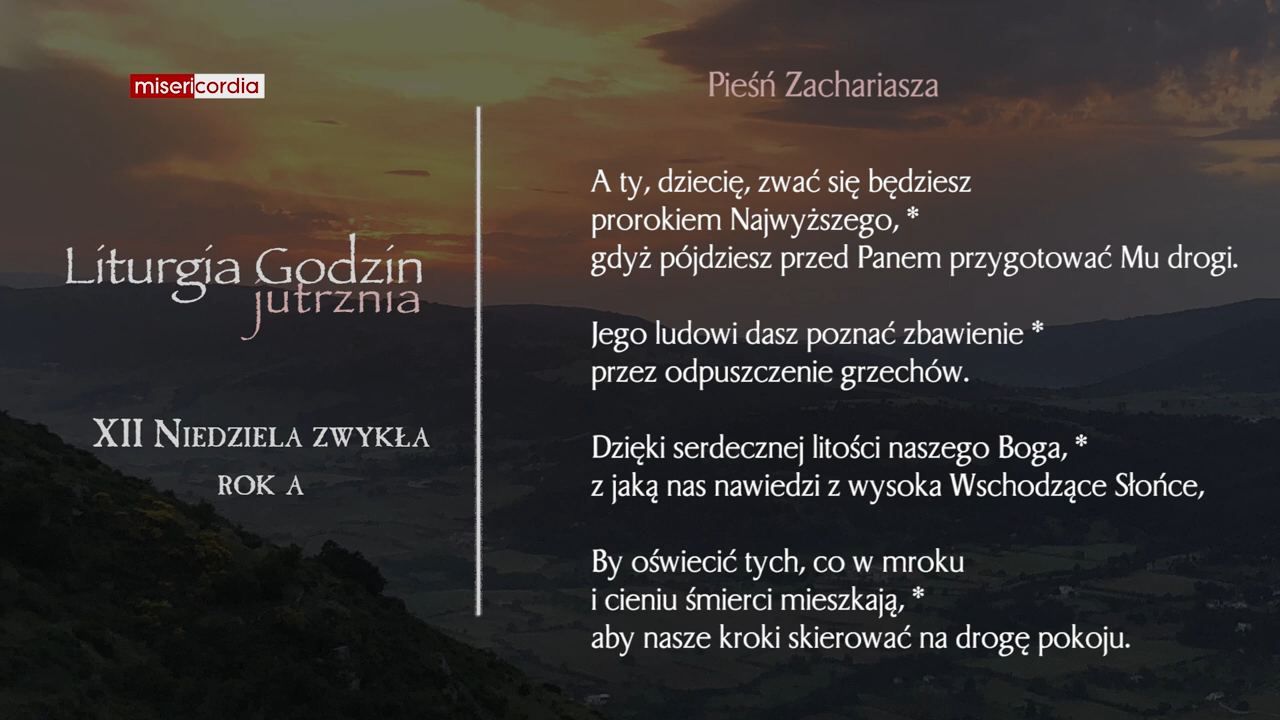 misericordia
Liturgia Godzin
jutrznia
XII Niedziela zwykła
rok A
Pieśń Zachariasza
A ty, dziecię, zwać się będziesz
prorokiem Najwyższego, *
gdyż pójdziesz przed Panem przygotować Mu drogi.
Jego ludowi dasz poznać zbawienie *
przez odpuszczenie grzechów.
Dzięki serdecznej litości naszego Boga, *
z jaką nas nawiedzi z wysoka Wschodzące Słońce,
By oświecić tych, co w mroku
i cieniu śmierci mieszkają, *
aby nasze kroki skierować na drogę pokoju.